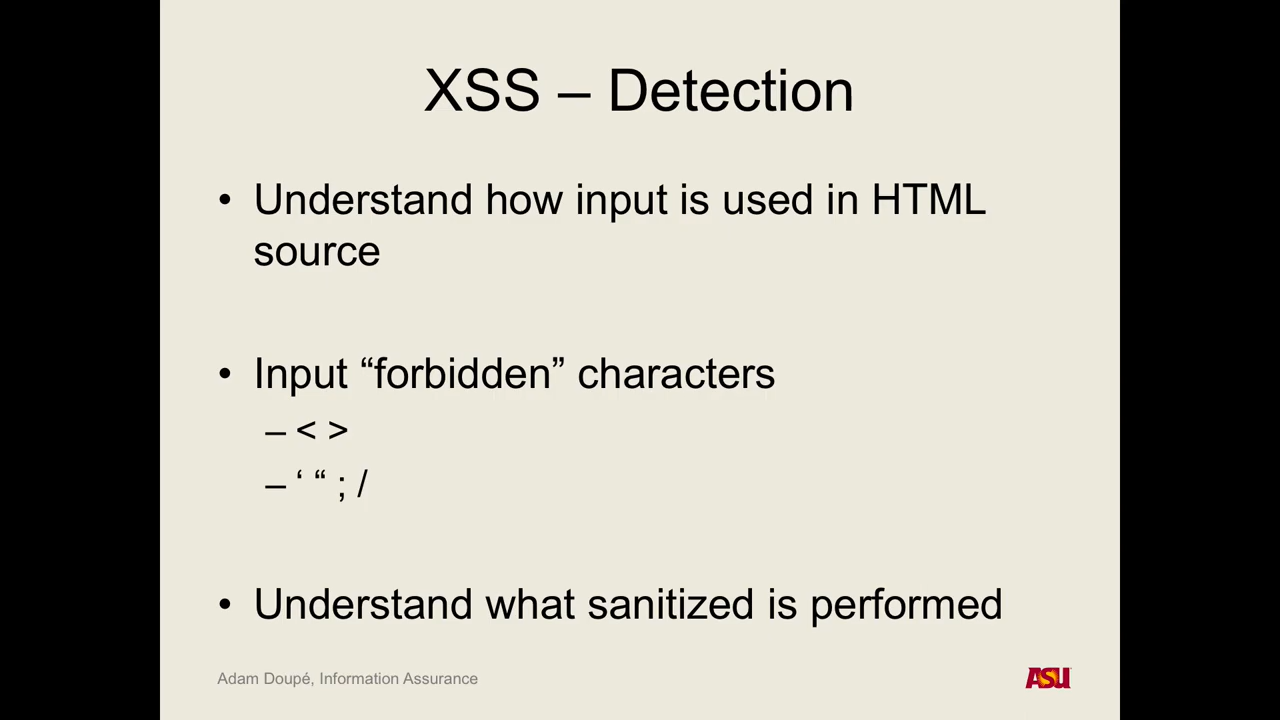 XSS – Detection
• Understand how input is used in HTML
source
• Input “forbidden” characters
– < >
– ‘ “ ; /
• Understand what sanitized is performed
Adam Doupé, Information Assurance
ASU